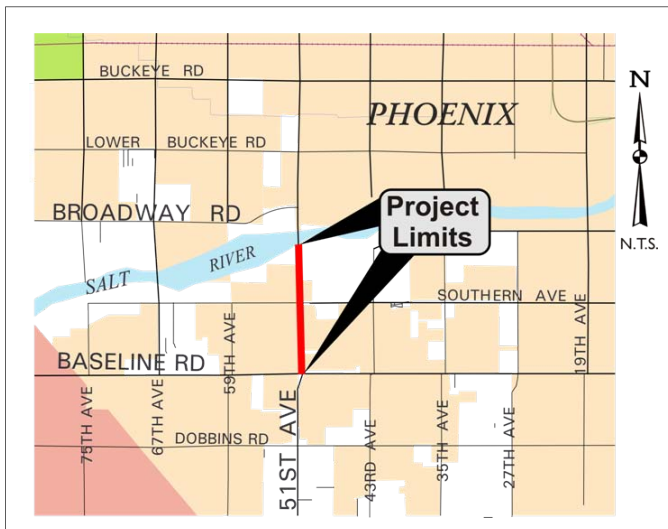 BUCKEYE RD
PHOENIX
N
LOWER BUCKEYE RD
BROADWAY RD
Project
Limits
N.T.S.
SALT RIVER
SOUTHERN AVE
BASELINE RD
59TH AVE
19TH AVE
75TH AVE
67TH AVE
DOBBINS RD
51ST AVE
43RD AVE
35TH AVE
27TH AVE